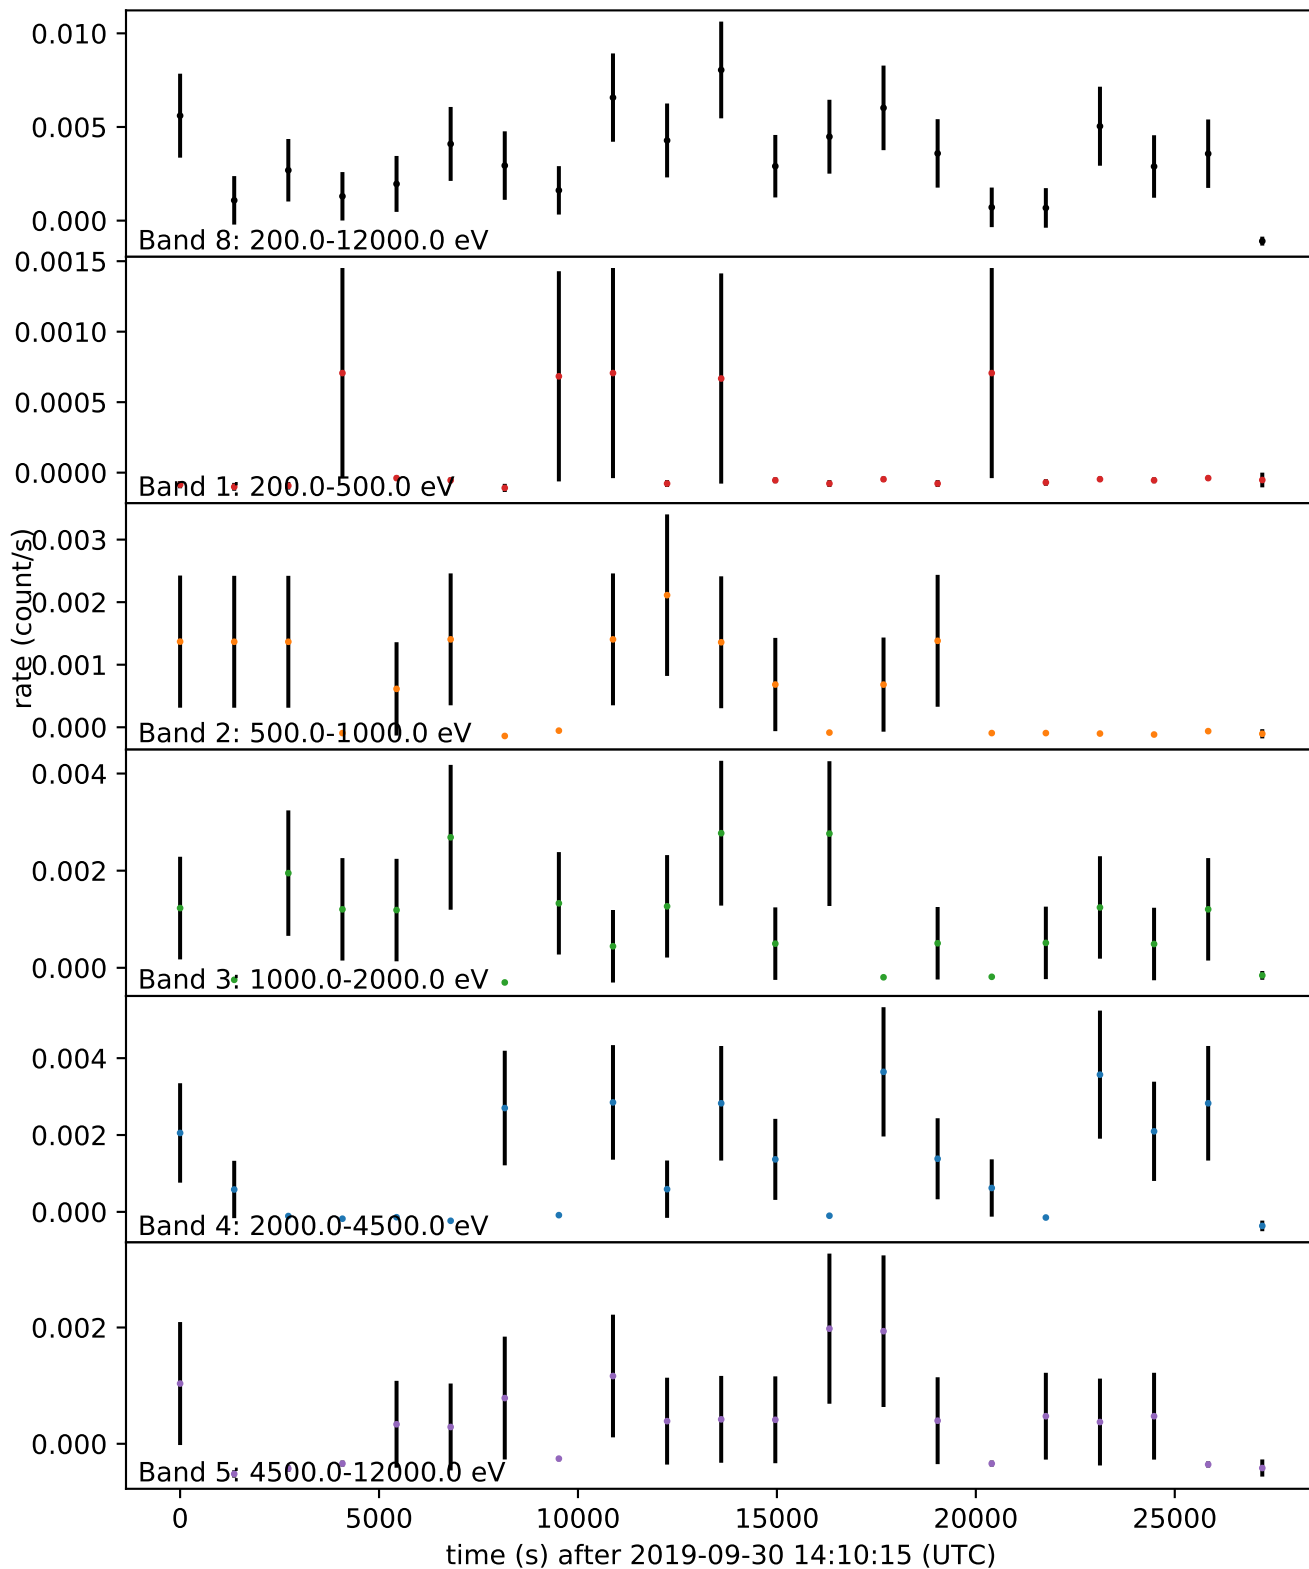 0.010
0.005
0.000
Band 8: 200.0-12000.0 eV
0.0015
0.0010
0.0005
0.0000
Band 1: 200.0-500.0 eV
rate (count/s)
0.003
0.002
0.001
0.000
Band 2: 500.0-1000.0 eV
0.004
0.002
0.000
Band 3: 1000.0-2000.0 eV
0.004
0.002
0.000
Band 4: 2000.0-4500.0 eV
0.002
0.000
Band 5: 4500.0-12000.0 eV
0 5000 10000 15000 20000 25000
time (s) after 2019-09-30 14:10:15 (UTC)